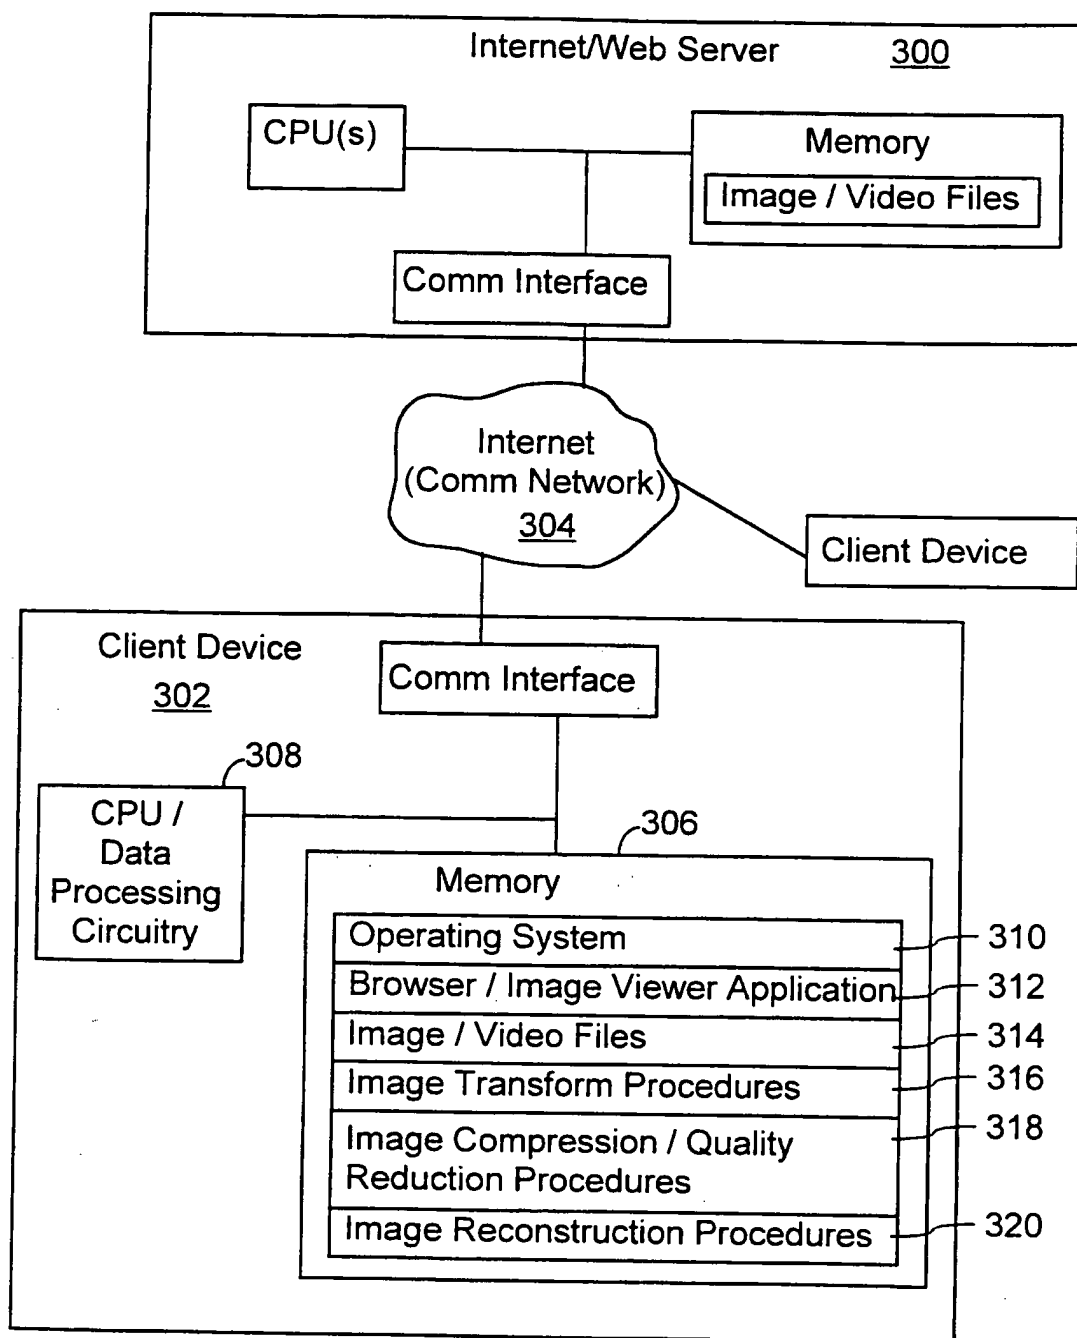 Internet/Web Server 300
CPU(s)
Memory
Image / Video Files
Comm Interface
Internet
(Comm Network)
304
Client Device
Client Device
302
Comm Interface
308
CPU /
Data
Processing
Circuitry
306
Memory
Operating System 310
Browser / Image Viewer Application 312
Image / Video Files 314
Image Transform Procedures 316
Image Compression / Quality 318
Reduction Procedures
Image Reconstruction Procedures 320